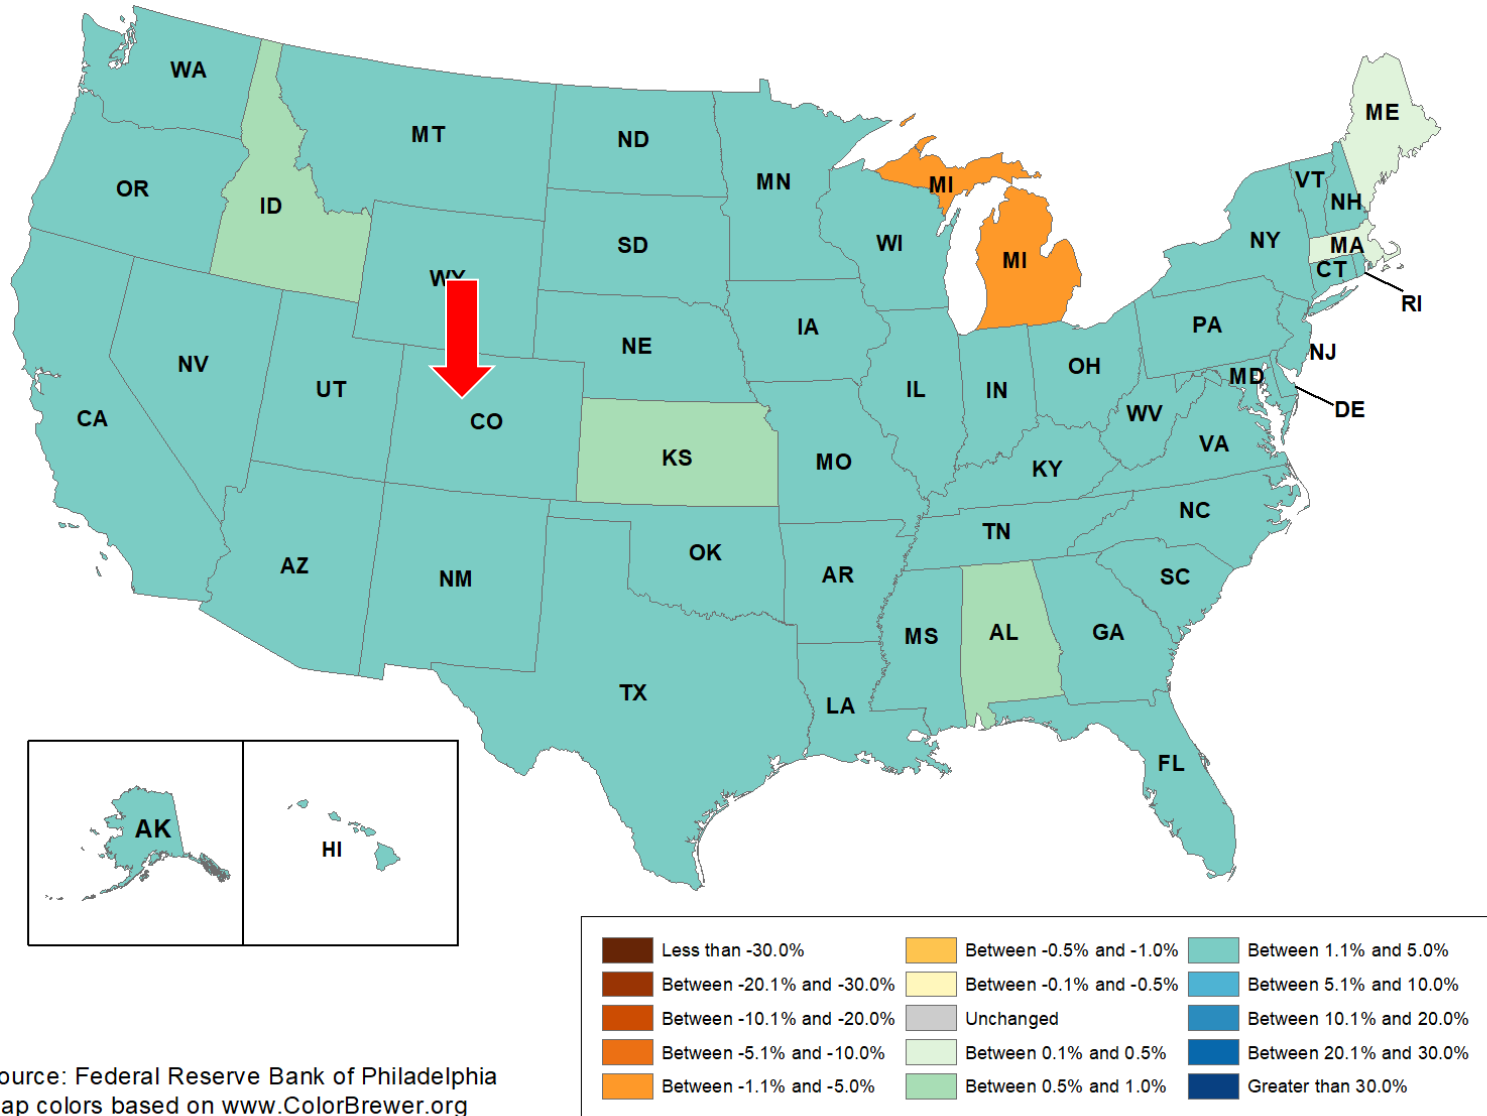 WA
MT
ND
MN
OR
ID
SD
WI
MI
MI
ME
VT
NH
NY
MA
CT
RI
WY
NE
IA
PA
NJ
NV
UT
CO
IL
IN
OH
MD
DE
CA
KS
MO
WV
VA
KY
NC
AZ
NM
OK
AR
TN
SC
MS
AL
GA
TX
LA
FL
AK
HI
Less than -30.0%
Between -20.1% and -30.0%
Between -10.1% and -20.0%
Between -5.1% and -10.0%
Between -1.1% and -5.0%
Between -0.5% and -1.0%
Between -0.1% and -0.5%
Unchanged
Between 0.1% and 0.5%
Between 0.5% and 1.0%
Between 1.1% and 5.0%
Between 5.1% and 10.0%
Between 10.1% and 20.0%
Between 20.1% and 30.0%
Greater than 30.0%
ource: Federal Reserve Bank of Philadelphia
ap colors based on www.ColorBrewer.org